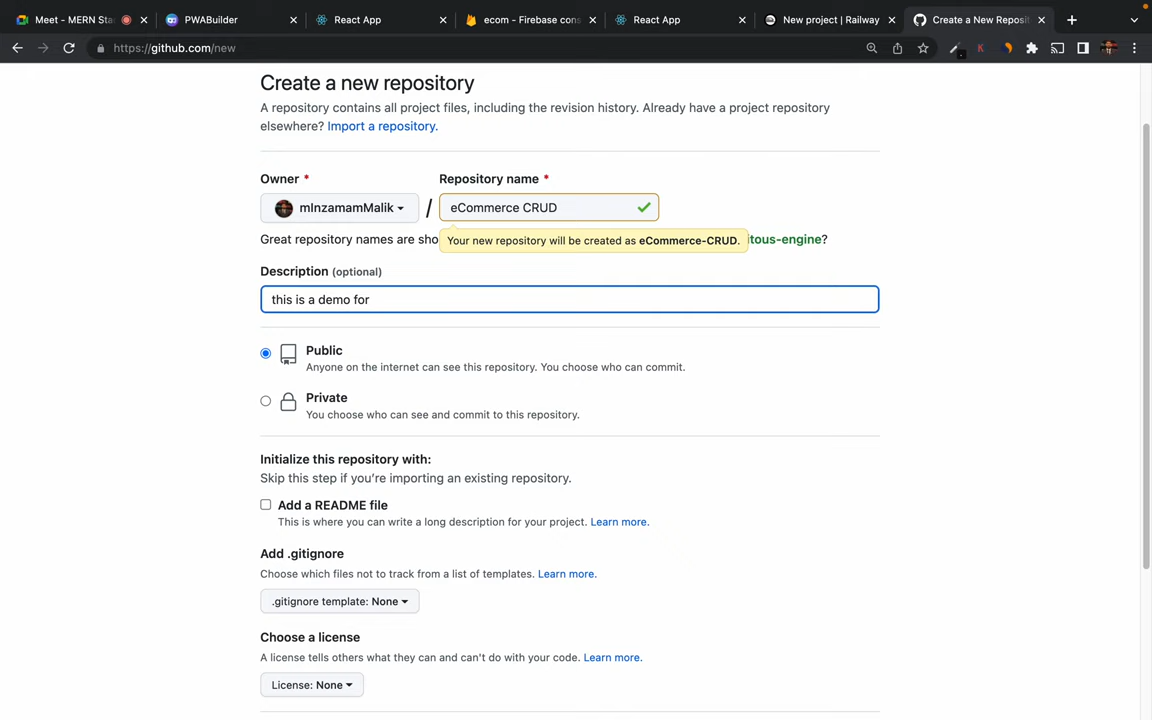 Meet - MERN Sta
PWABuilder
React App
ecom - Firebase cons
React App
New project | Railway
Create a New Reposit
https://github.com/new
Create a new repository
A repository contains all project files, including the revision history. Already have a project repository
elsewhere? Import a repository.
Owner *
Repository name *
mInzamamMalik
/
eCommerce CRUD
Great repository names are sho
Your new repository will be created as eCommerce-CRUD.
itous-engine?
Description (optional)
this is a demo for
Public
Anyone on the internet can see this repository. You choose who can commit.
Private
You choose who can see and commit to this repository.
Initialize this repository with:
Skip this step if you're importing an existing repository.
Add a README file
This is where you can write a long description for your project. Learn more.
Add .gitignore
Choose which files not to track from a list of templates. Learn more.
.gitignore template: None
Choose a license
A license tells others what they can and can't do with your code. Learn more.
License: None